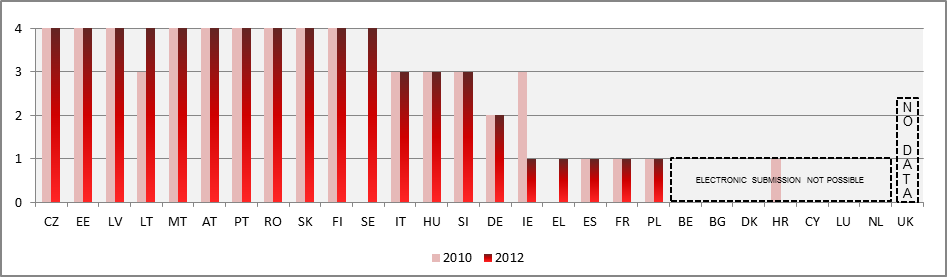 4
3
2
1
0
ELECTRONIC SUBMISSION NOT POSSIBLE
NO DATA
CZ EE LV LT MT AT PT RO SK FI SE IT HU SI DE IE EL ES FR PL BE BG DK HR CY LU NL UK
2010 2012